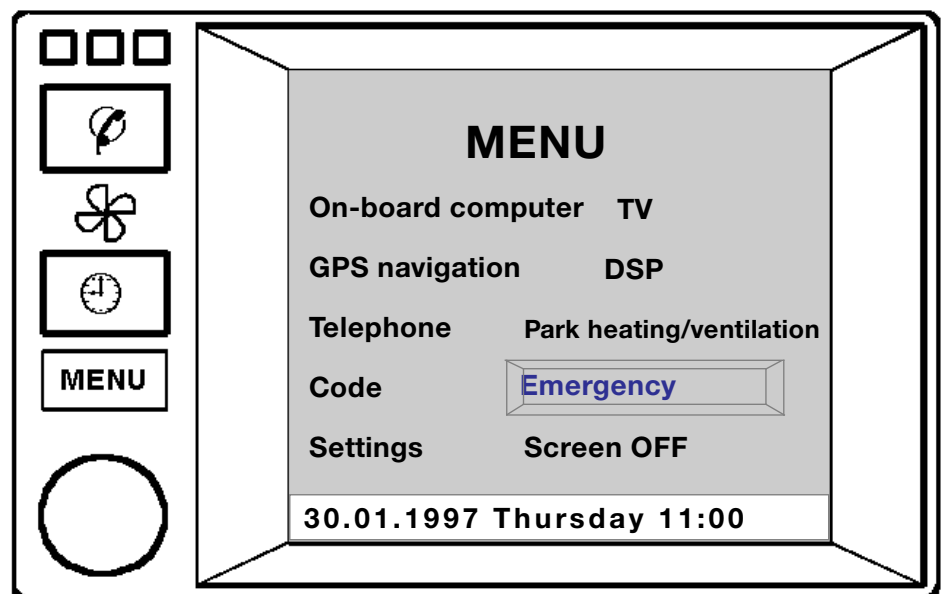 MENU
On-board computer TV
GPS navigation DSP
Telephone Park heating/ventilation
MENU Code Emergency
Settings Screen OFF
30.01.1997 Thursday 11:00